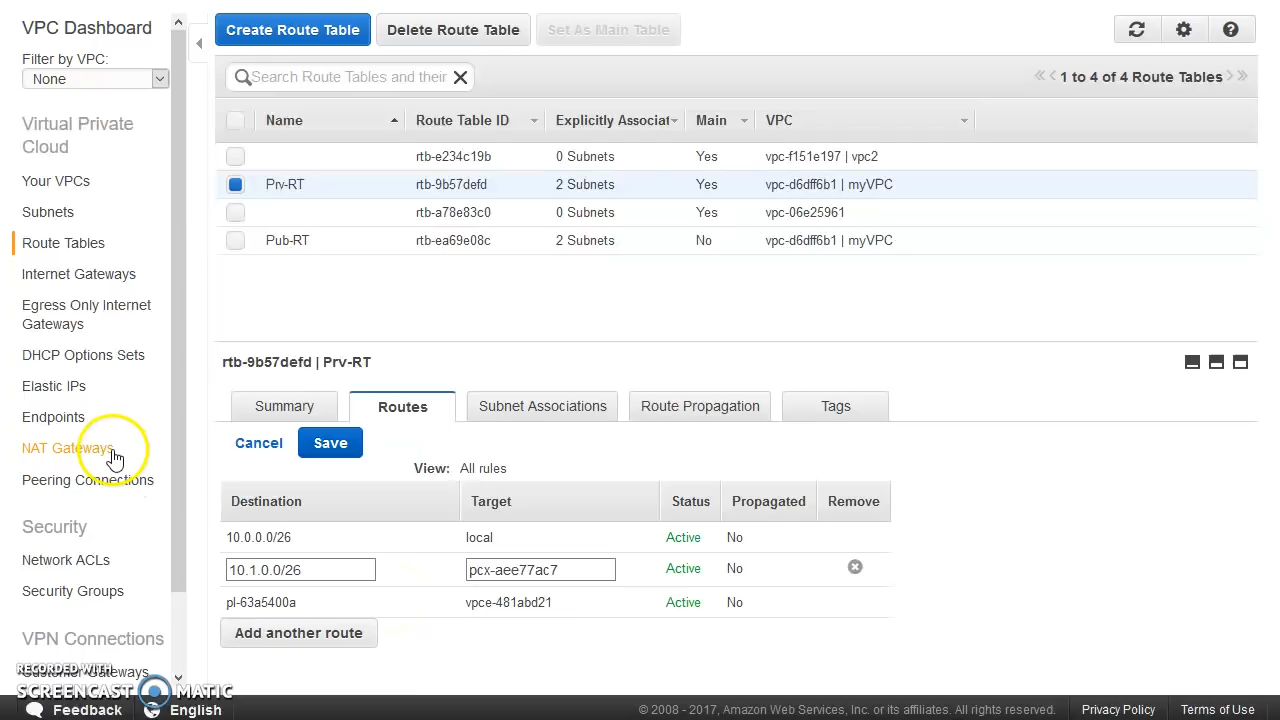 VPC Dashboard
Filter by VPC:
None
Virtual Private
Cloud
Your VPCs
Subnets
Route Tables
Internet Gateways
Egress Only Internet
Gateways
DHCP Options Sets
Elastic IPs
Endpoints
NAT Gateways
Peering Connections
Security
Network ACLs
Security Groups
VPN Connections
Customer Gateways
Create Route Table Delete Route Table Set As Main Table
Search Route Tables and their
1 to 4 of 4 Route Tables
Name Route Table ID Explicitly Associat Main VPC
rtb-e234c19b 0 Subnets Yes vpc-f151e197 | vpc2
Prv-RT rtb-9b57defd 2 Subnets Yes vpc-d6dff6b1 | myVPC
rtb-a78e83c0 0 Subnets Yes vpc-06e25961
Pub-RT rtb-ea69e08c 2 Subnets No vpc-d6dff6b1 | myVPC
rtb-9b57defd | Prv-RT
Summary Routes Subnet Associations Route Propagation Tags
Cancel Save
View: All rules
Destination Target Status Propagated Remove
10.0.0.0/26 local Active No
10.1.0.0/26 pcx-aee77ac7 Active No
pl-63a5400a vpce-481abd21 Active No
Add another route
RECORDED WITH
SCREENCAST MATIC
Feedback English © 2008 - 2017, Amazon Web Services, Inc. or its affiliates. All rights reserved. Privacy Policy Terms of Use